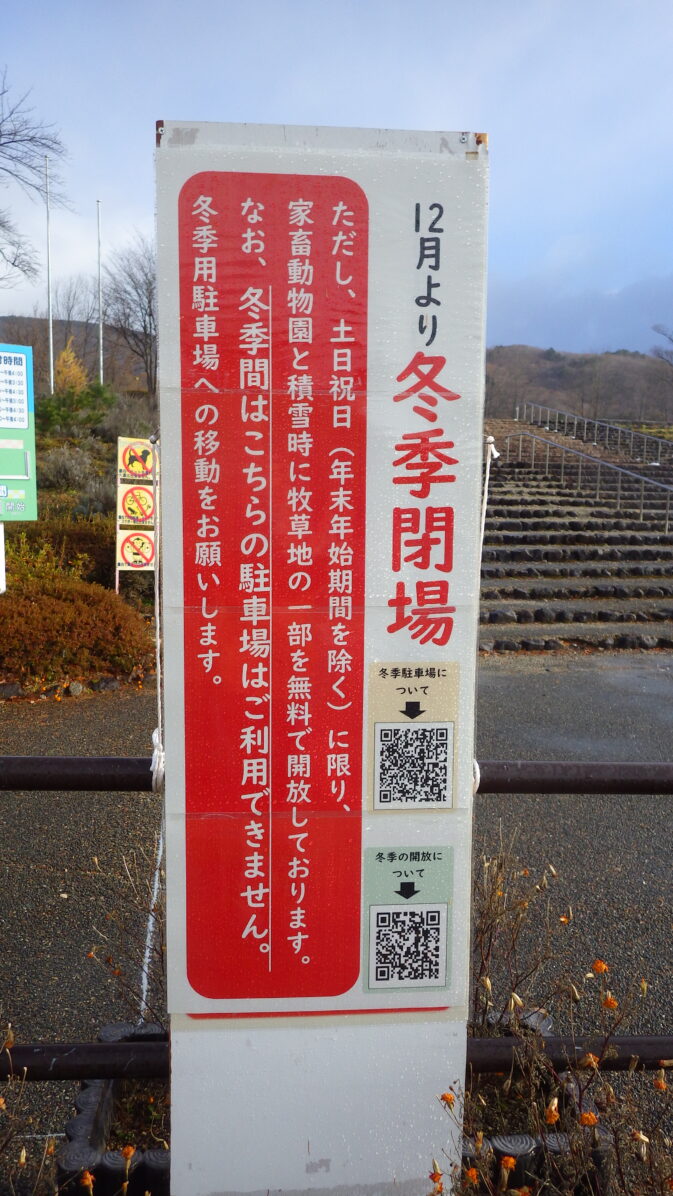 12月より冬季閉場
ただし、土日祝日（年末年始期間を除く）に限り、
家畜動物園と積雪時に牧草地の一部を無料で開放しております。
なお、冬季間はこちらの駐車場はご利用できません。
冬季用駐車場への移動をお願いします。
冬季駐車場に
ついて
冬季の開放に
ついて
時間
開始